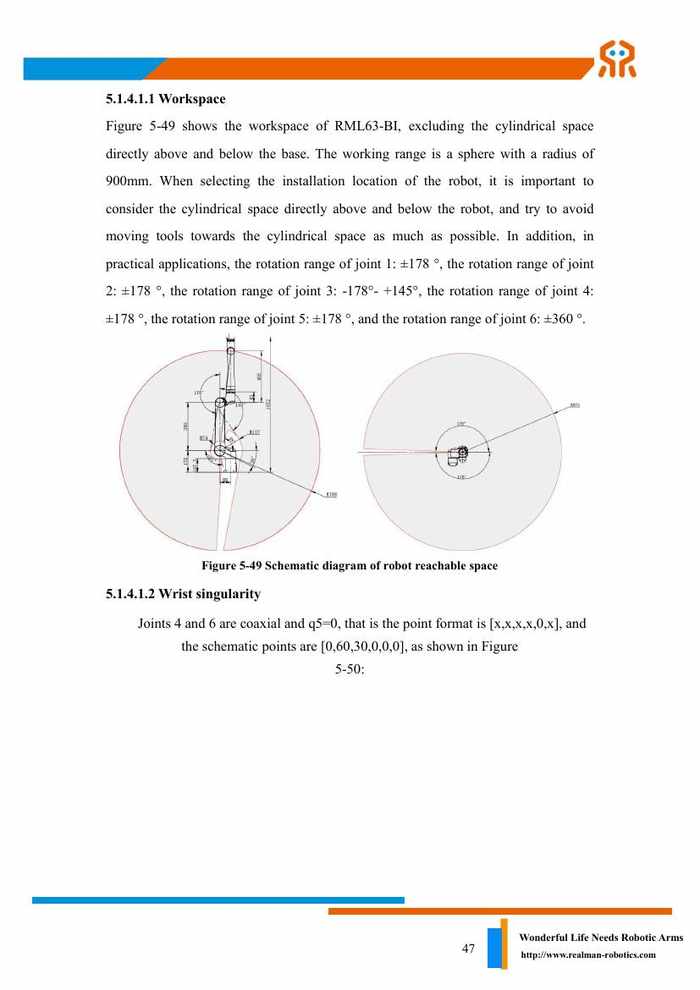 5.1.4.1.1 Workspace
Figure 5-49 shows the workspace of RML63-BI, excluding the cylindrical space
directly above and below the base. The working range is a sphere with a radius of
900mm. When selecting the installation location of the robot, it is important to
consider the cylindrical space directly above and below the robot, and try to avoid
moving tools towards the cylindrical space as much as possible. In addition, in
practical applications, the rotation range of joint 1: ±178 °, the rotation range of joint
2: ±178 °, the rotation range of joint 3: -178°- +145°, the rotation range of joint 4:
±178 °, the rotation range of joint 5: ±178 °, and the rotation range of joint 6: ±360 °.
Figure 5-49 Schematic diagram of robot reachable space
5.1.4.1.2 Wrist singularity
Joints 4 and 6 are coaxial and q5=0, that is the point format is [x,x,x,x,0,x], and
the schematic points are [0,60,30,0,0,0], as shown in Figure
5-50:
47
Wonderful Life Needs Robotic Arms
http://www.realman-robotics.com